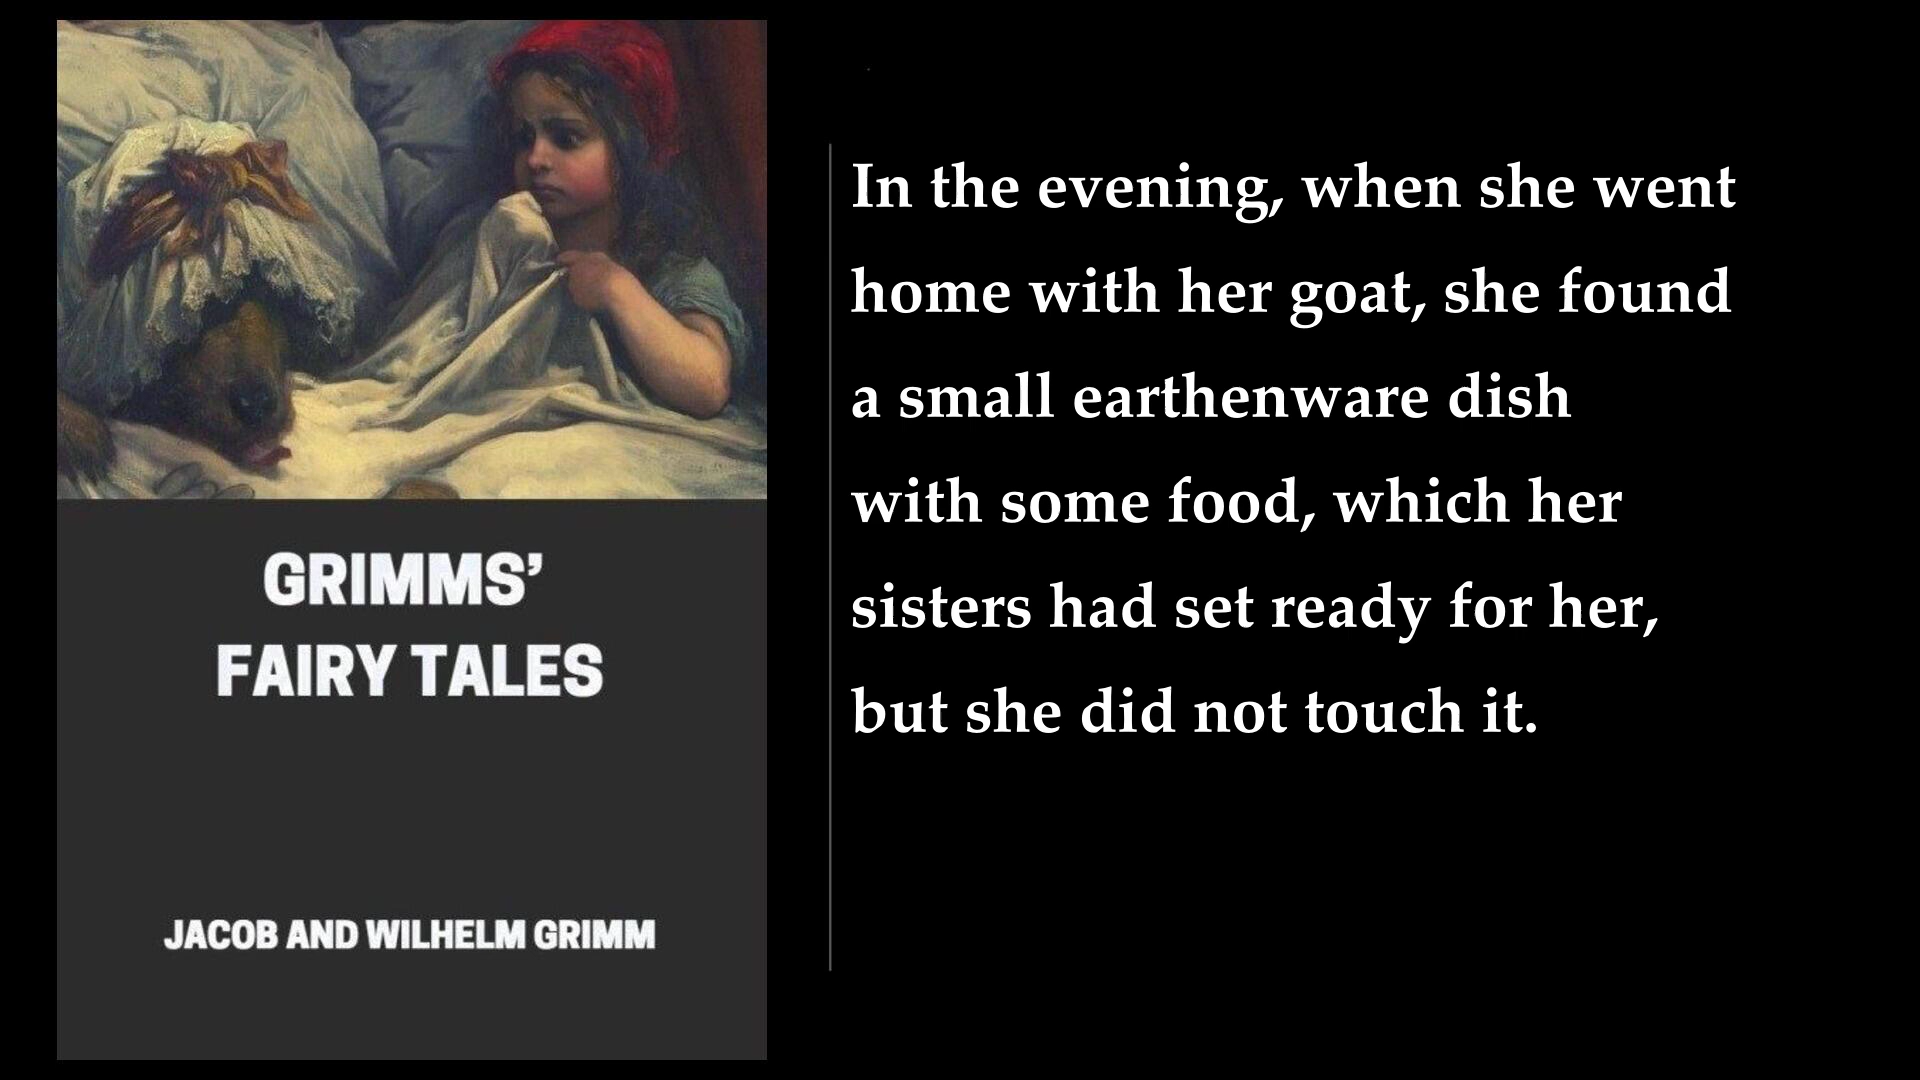 GRIMMS’
FAIRY TALES
JACOB AND WILHELM GRIMM
In the evening, when she went
home with her goat, she found
a small earthenware dish
with some food, which her
sisters had set ready for her,
but she did not touch it.